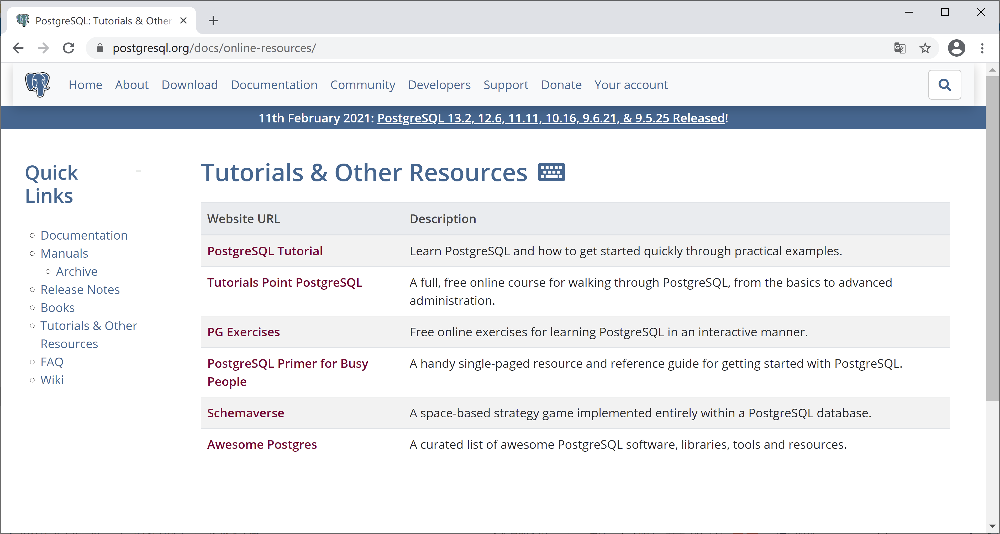 PostgreSQL: Tutorials & Other
postgresql.org/docs/online-resources/
Home About Download Documentation Community Developers Support Donate Your account
11th February 2021: PostgreSQL 13.2, 12.6, 11.11, 10.16, 9.6.21, & 9.5.25 Released!
Quick
Links
Documentation
Manuals
Archive
Release Notes
Books
Tutorials & Other
Resources
FAQ
Wiki
Tutorials & Other Resources
Website URL Description
PostgreSQL Tutorial Learn PostgreSQL and how to get started quickly through practical examples.
Tutorials Point PostgreSQL A full, free online course for walking through PostgreSQL, from the basics to advanced
administration.
PG Exercises Free online exercises for learning PostgreSQL in an interactive manner.
PostgreSQL Primer for Busy A handy single-paged resource and reference guide for getting started with PostgreSQL.
People
Schemaverse A space-based strategy game implemented entirely within a PostgreSQL database.
Awesome Postgres A curated list of awesome PostgreSQL software, libraries, tools and resources.